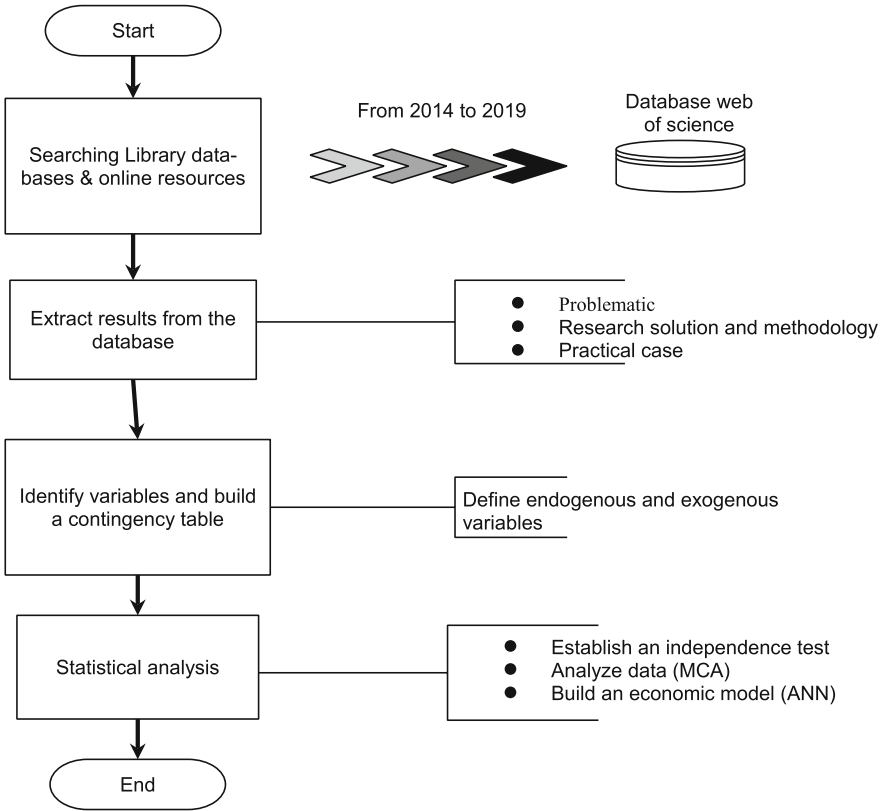 Start
Searching Library data-
bases & online resources
From 2014 to 2019
Database web
of science
Extract results from the
database
Problematic
Research solution and methodology
Practical case
Identify variables and build
a contingency table
Define endogenous and exogenous
variables
Statistical analysis
Establish an independence test
Analyze data (MCA)
Build an economic model (ANN)
End